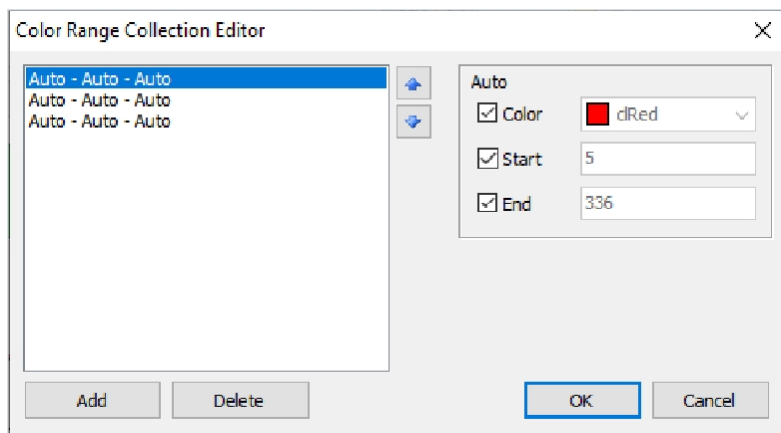 Color Range Collection Editor
Auto - Auto - Auto
Auto - Auto - Auto
Auto - Auto - Auto
Auto
Color
clRed
Start
5
End
336
Add
Delete
OK
Cancel